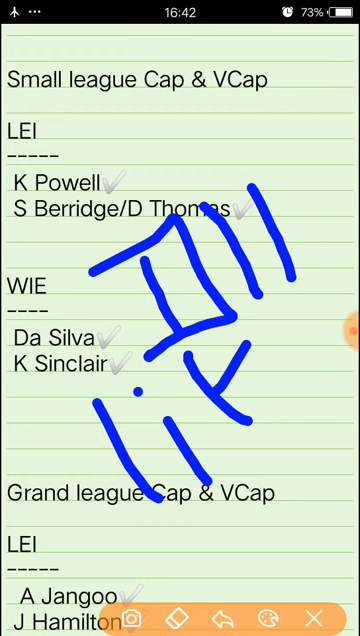 16:42
73%
Small league Cap & VCap
LEI
-----
K Powell✓
S Berridge/D Thomas✓
WIE
----
Da Silva✓
K Sinclair✓
Grand league Cap & VCap
LEI
-----
A Jangoo✓
J Hamilton